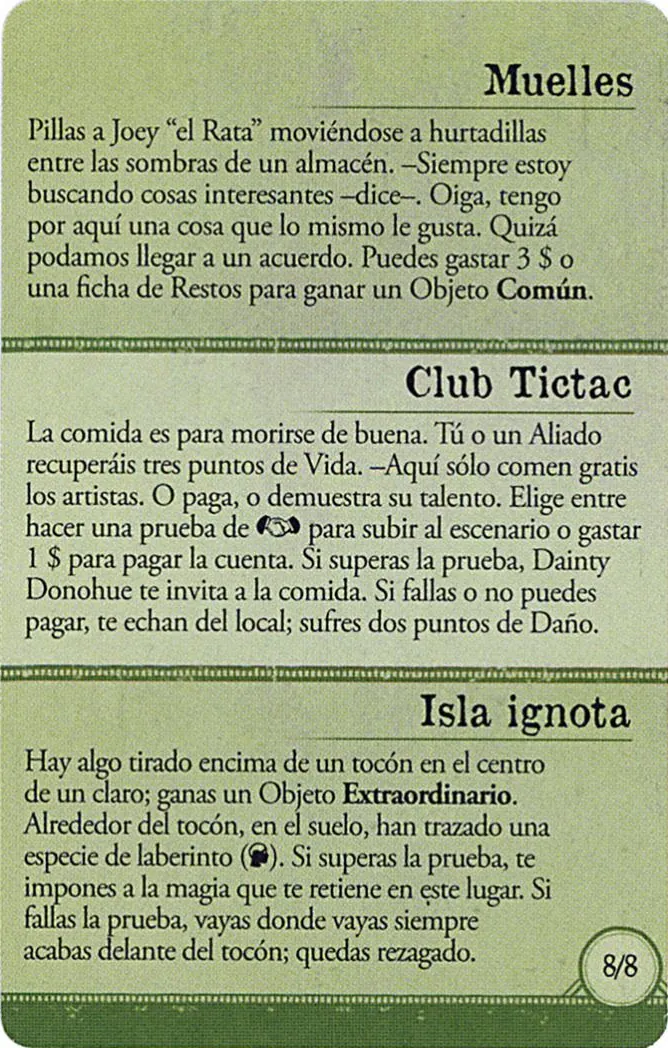 Muelles
Pillas a Joey “el Rata” moviéndose a hurtadillas
entre las sombras de un almacén. –Siempre estoy
buscando cosas interesantes –dice–. Oiga, tengo
por aquí una cosa que lo mismo le gusta. Quizá
podamos llegar a un acuerdo. Puedes gastar 3 $ o
una ficha de Restos para ganar un Objeto Común.
Club Tictac
La comida es para morirse de buena. Tú o un Aliado
recuperáis tres puntos de Vida. –Aquí sólo comen gratis
los artistas. O paga, o demuestra su talento. Elige entre
hacer una prueba de para subir al escenario o gastar
1 $ para pagar la cuenta. Si superas la prueba, Dainty
Donohue te invita a la comida. Si fallas o no puedes
pagar, te echan del local; sufres dos puntos de Daño.
Isla ignota
Hay algo tirado encima de un tocón en el centro
de un claro; ganas un Objeto Extraordinario.
Alrededor del tocón, en el suelo, han trazado una
especie de laberinto (). Si superas la prueba, te
impones a la magia que te retiene en este lugar. Si
fallas la prueba, vayas donde vayas siempre
acabas delante del tocón; quedas rezagado.
8/8